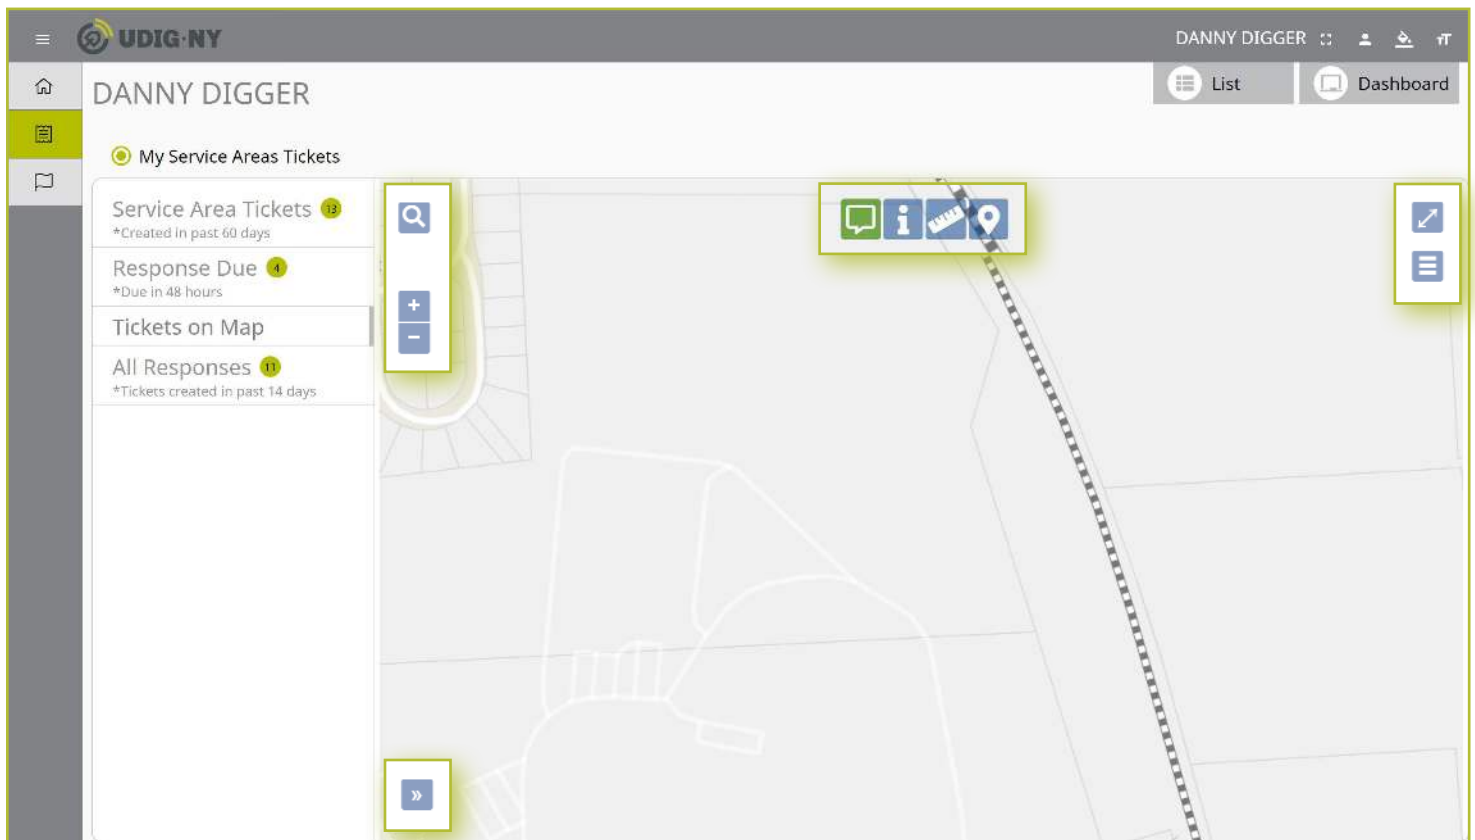 UDIG·NY
DANNY DIGGER
DANNY DIGGER
List
Dashboard
My Service Areas Tickets
Service Area Tickets 13
*Created in past 60 days
Response Due 4
*Due in 48 hours
Tickets on Map
All Responses 11
*Tickets created in past 14 days